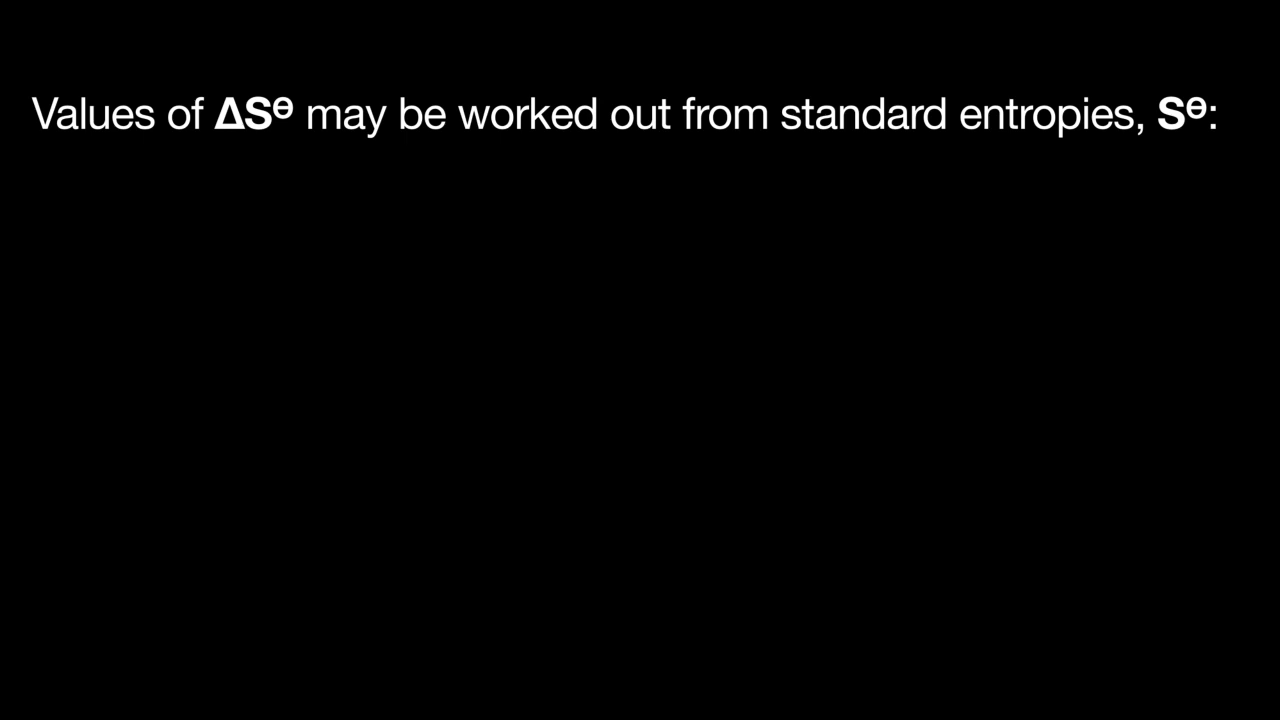 Values of ΔS⊖ may be worked out from standard entropies, S⊖: